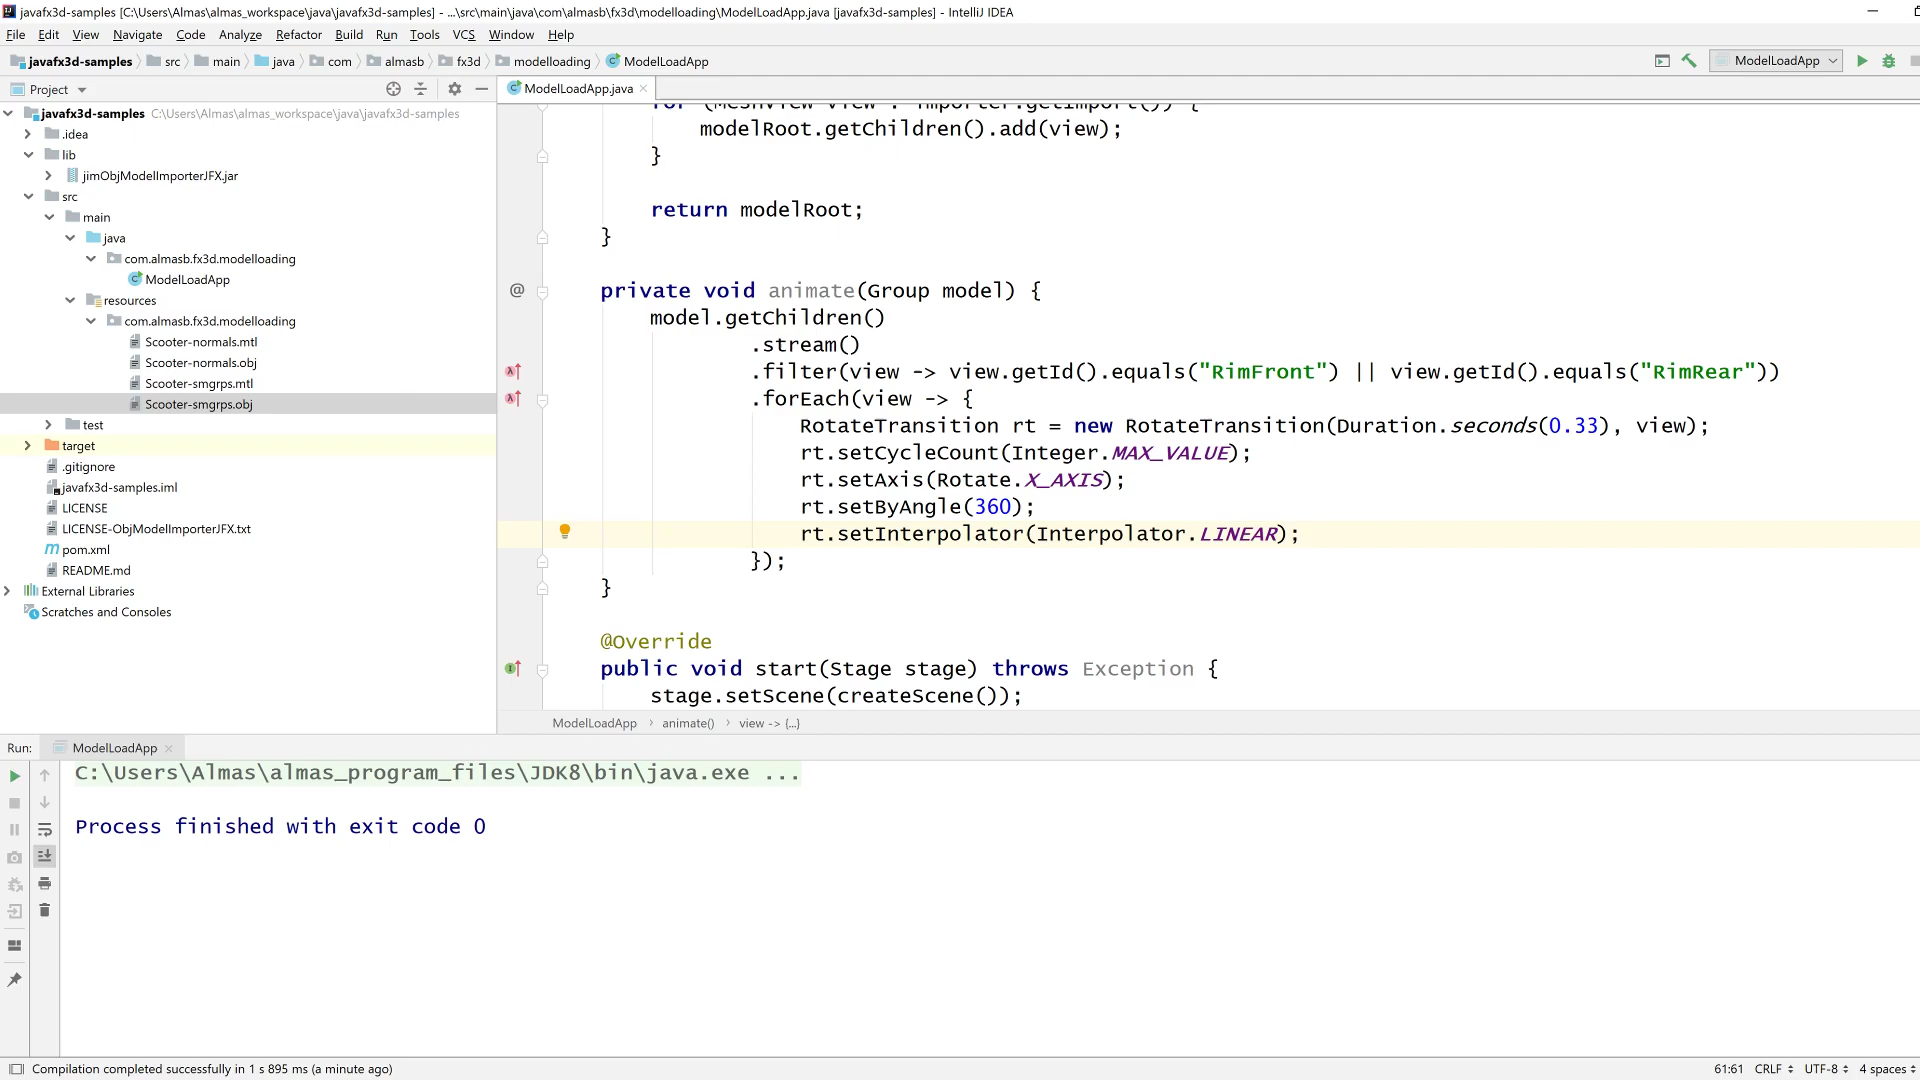 javafx3d-samples [C:\Users\Almas\almas_workspace\java\javafx3d-samples] - ...\src\main\java\com\almasb\fx3d\modelloading\ModelLoadApp.java [javafx3d-samples] - IntelliJ IDEA
File Edit View Navigate Code Analyze Refactor Build Run Tools VCS Window Help
javafx3d-samples src main java com almasb fx3d modelloading ModelLoadApp ModelLoadApp
Project ModelLoadApp.java
javafx3d-samples C:\Users\Almas\almas_workspace\java\javafx3d-samples
.idea
lib
jimObjModelImporterJFX.jar
src
main
java
com.almasb.fx3d.modelloading
ModelLoadApp
resources
com.almasb.fx3d.modelloading
Scooter-normals.mtl
Scooter-normals.obj
Scooter-smgrps.mtl
Scooter-smgrps.obj
test
target
.gitignore
javafx3d-samples.iml
LICENSE
LICENSE-ObjModelImporterJFX.txt
pom.xml
README.md
External Libraries
Scratches and Consoles
for (MeshView view : importer.getImport()) {
modelRoot.getChildren().add(view);
}
return modelRoot;
}
@ private void animate(Group model) {
model.getChildren()
.stream()
.filter(view -> view.getId().equals("RimFront") || view.getId().equals("RimRear"))
.forEach(view -> {
RotateTransition rt = new RotateTransition(Duration.seconds(0.33), view);
rt.setCycleCount(Integer.MAX_VALUE);
rt.setAxis(Rotate.X_AXIS);
rt.setByAngle(360);
rt.setInterpolator(Interpolator.LINEAR);
});
}
@Override
public void start(Stage stage) throws Exception {
stage.setScene(createScene());
ModelLoadApp › animate() › view -> {...}
Run: ModelLoadApp
C:\Users\Almas\almas_program_files\JDK8\bin\java.exe ...
Process finished with exit code 0
Compilation completed successfully in 1 s 895 ms (a minute ago) 61:61 CRLF UTF-8 4 spaces